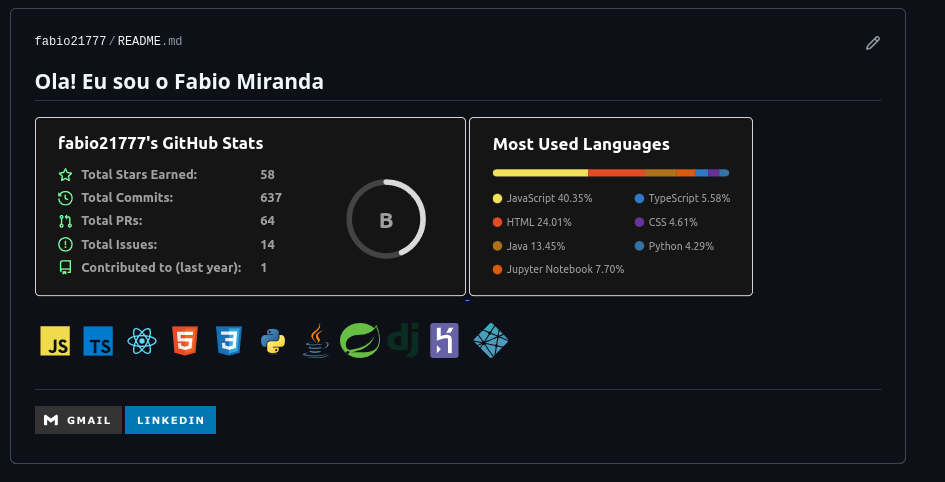 fabio21777/README.md
Ola! Eu sou o Fabio Miranda
fabio21777's GitHub Stats
Total Stars Earned: 58
Total Commits: 637
Total PRs: 64
Total Issues: 14
Contributed to (last year): 1
B
Most Used Languages
JavaScript 40.35%
HTML 24.01%
Java 13.45%
Jupyter Notebook 7.70%
TypeScript 5.58%
CSS 4.61%
Python 4.29%
JS TS 5 3 dj
GMAIL LINKEDIN